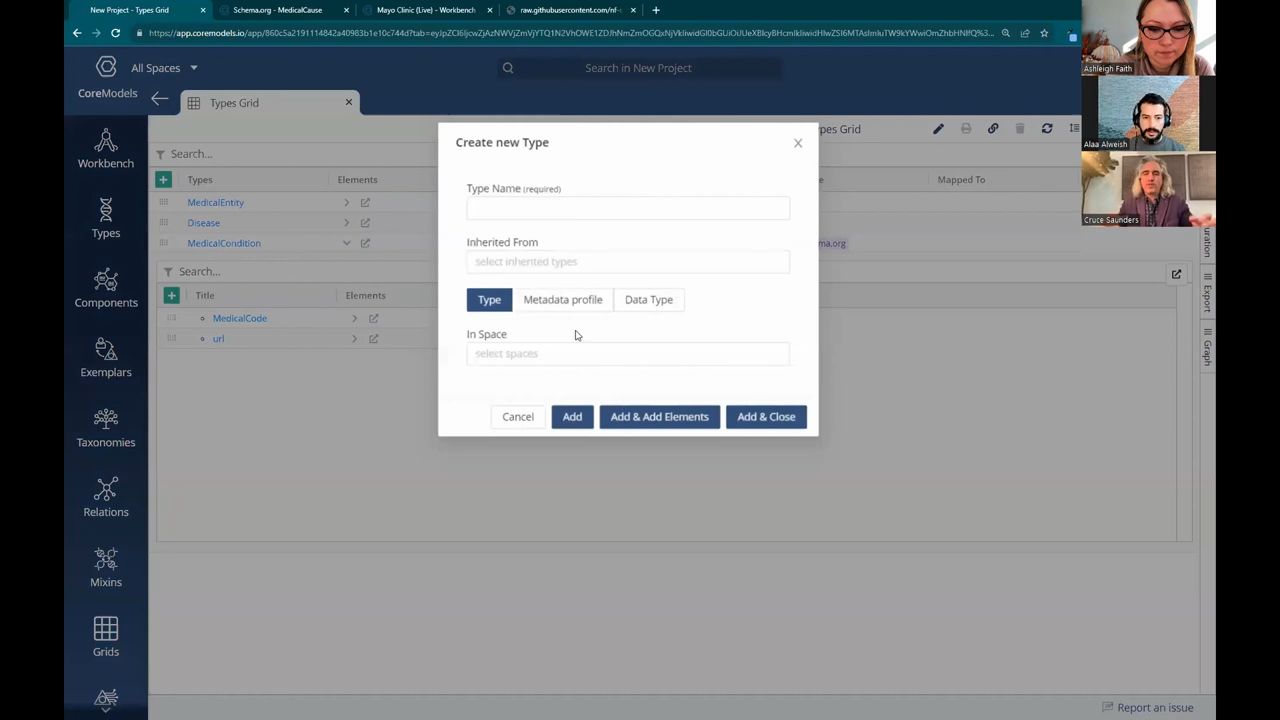 New Project - Types Grid
Schema.org - MedicalCause
Mayo Clinic (Live) - Workbench
raw.githubusercontent.com/nf-
Ashleigh Faith
Alaa Alweish
Cruce Saunders
CoreModels
All Spaces
Search in New Project
Types Grid
Types Grid
Search...
Types
Elements
Mapped To
MedicalEntity
Disease
MedicalCondition
Search...
Title
Elements
MedicalCode
url
Create new Type
Type Name (required)
Inherited From
select inherited types
Type
Metadata profile
Data Type
In Space
select spaces
Cancel
Add
Add & Add Elements
Add & Close
Workbench
Types
Components
Exemplars
Taxonomies
Relations
Mixins
Grids
Export
Graph
Report an issue